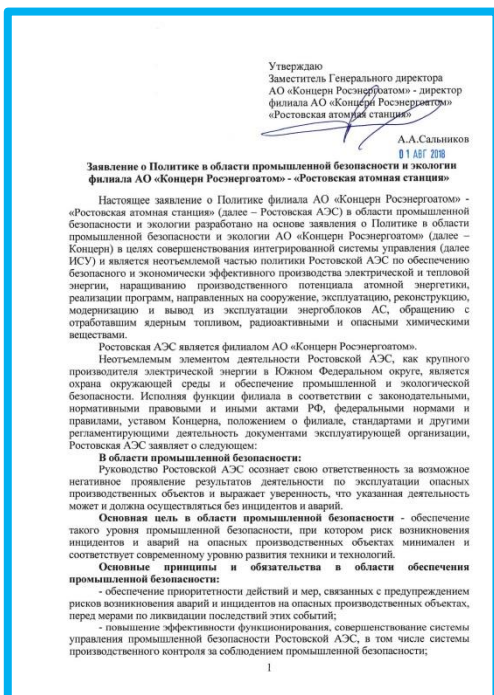 Утверждаю
Заместитель Генерального директора
АО «Концерн Росэнергоатом» - директор
филиала АО «Концерн Росэнергоатом»
«Ростовская атомная станция»
А.А.Сальников
01 АВГ 2018
Заявление о Политике в области промышленной безопасности и экологии
филиала АО «Концерн Росэнергоатом» - «Ростовская атомная станция»
Настоящее заявление о Политике филиала АО «Концерн Росэнергоатом» -
«Ростовская атомная станция» (далее – Ростовская АЭС) в области промышленной
безопасности и экологии разработано на основе заявления о Политике в области
промышленной безопасности и экологии АО «Концерн Росэнергоатом» (далее –
Концерн) в целях совершенствования интегрированной системы управления (далее
ИСУ) и является неотъемлемой частью политики Ростовской АЭС по обеспечению
безопасного и экономически эффективного производства электрической и тепловой
энергии, наращиванию производственного потенциала атомной энергетики,
реализации программ, направленных на сооружение, эксплуатацию, реконструкцию,
модернизацию и вывод из эксплуатации энергоблоков АС, обращению с
отработавшим ядерным топливом, радиоактивными и опасными химическими
веществами.
Ростовская АЭС является филиалом АО «Концерн Росэнергоатом».
Неотъемлемым элементом деятельности Ростовской АЭС, как крупного
производителя электрической энергии в Южном Федеральном округе, является
охрана окружающей среды и обеспечение промышленной и экологической
безопасности. Исполняя функции филиала в соответствии с законодательными,
нормативными правовыми и иными актами РФ, федеральными нормами и
правилами, уставом Концерна, положением о филиале, стандартами и другими
регламентирующими деятельность документами эксплуатирующей организации,
Ростовская АЭС заявляет о следующем:
В области промышленной безопасности:
Руководство Ростовской АЭС осознает свою ответственность за возможное
негативное проявление результатов деятельности по эксплуатации опасных
производственных объектов и выражает уверенность, что указанная деятельность
может и должна осуществляться без инцидентов и аварий.
Основная цель в области промышленной безопасности - обеспечение
такого уровня промышленной безопасности, при котором риск возникновения
инцидентов и аварий на опасных производственных объектах минимален и
соответствует современному уровню развития техники и технологий.
Основные принципы и обязательства в области обеспечения
промышленной безопасности:
- обеспечение приоритетности действий и мер, связанных с предупреждением
рисков возникновения аварий и инцидентов на опасных производственных объектах,
перед мерами по ликвидации последствий этих событий;
- повышение эффективности функционирования, совершенствование системы
управления промышленной безопасности Ростовской АЭС, в том числе системы
производственного контроля за соблюдением промышленной безопасности;
1